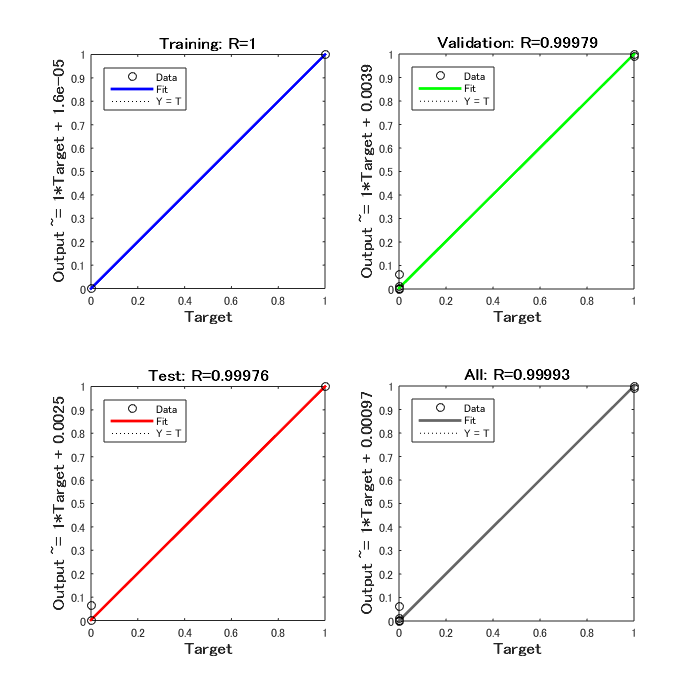 Training: R=1
Output ~= 1*Target + 1.6e-05
1
0.9
0.8
0.7
0.6
0.5
0.4
0.3
0.2
0.1
0
Data
Fit
Y = T
0 0.2 0.4 0.6 0.8 1
Target
Validation: R=0.99979
Output ~= 1*Target + 0.0039
1
0.9
0.8
0.7
0.6
0.5
0.4
0.3
0.2
0.1
0
Data
Fit
Y = T
0 0.2 0.4 0.6 0.8 1
Target
Test: R=0.99976
Output ~= 1*Target + 0.0025
1
0.9
0.8
0.7
0.6
0.5
0.4
0.3
0.2
0.1
0
Data
Fit
Y = T
0 0.2 0.4 0.6 0.8 1
Target
All: R=0.99993
Output ~= 1*Target + 0.00097
1
0.9
0.8
0.7
0.6
0.5
0.4
0.3
0.2
0.1
0
Data
Fit
Y = T
0 0.2 0.4 0.6 0.8 1
Target